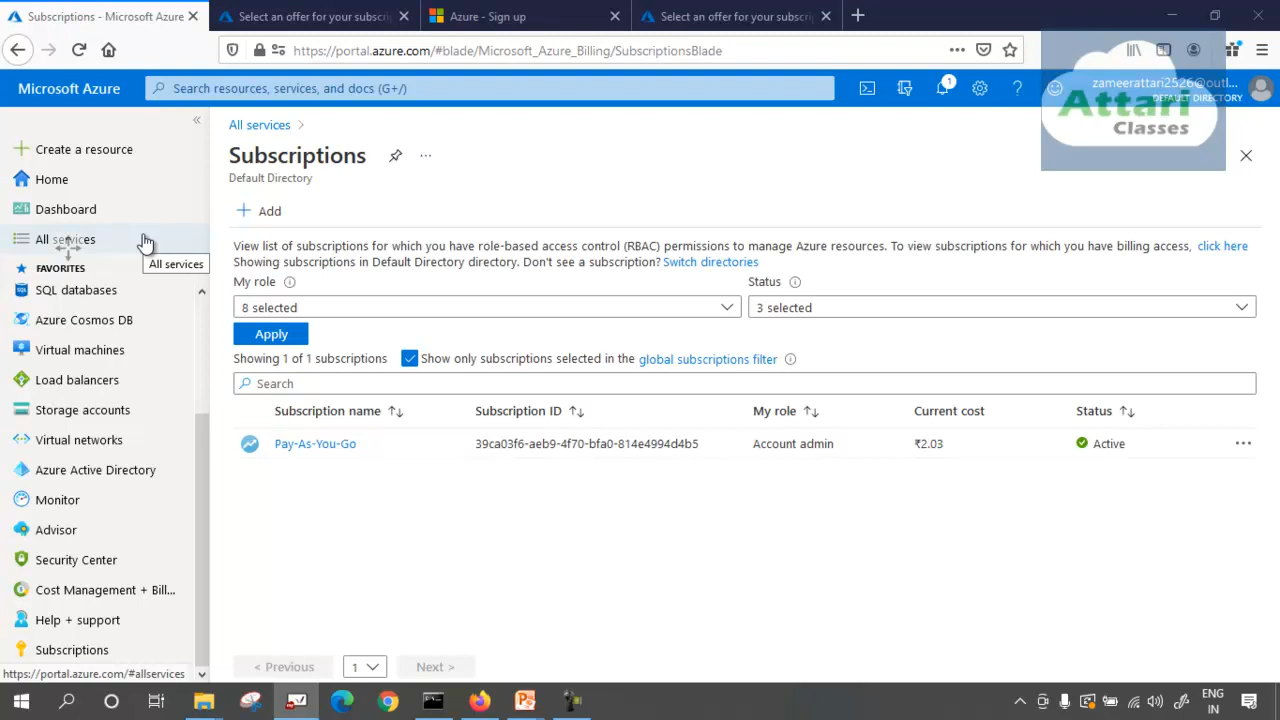 Subscriptions - Microsoft Azure
Select an offer for your subscri
Azure - Sign up
Select an offer for your subscri
https://portal.azure.com/#blade/Microsoft_Azure_Billing/SubscriptionsBlade
Microsoft Azure
Search resources, services, and docs (G+/)
1
zameerattari2526@outl...
DEFAULT DIRECTORY
Attari
Classes
Create a resource
Home
Dashboard
All services
All services
FAVORITES
SQL databases
Azure Cosmos DB
Virtual machines
Load balancers
Storage accounts
Virtual networks
Azure Active Directory
Monitor
Advisor
Security Center
Cost Management + Bill...
Help + support
Subscriptions
https://portal.azure.com/#allservices
All services >
Subscriptions
Default Directory
Add
View list of subscriptions for which you have role-based access control (RBAC) permissions to manage Azure resources. To view subscriptions for which you have billing access, click here
Showing subscriptions in Default Directory directory. Don't see a subscription? Switch directories
My role Status
8 selected 3 selected
Apply
Showing 1 of 1 subscriptions Show only subscriptions selected in the global subscriptions filter
Search
Subscription name Subscription ID My role Current cost Status
Pay-As-You-Go 39ca03f6-aeb9-4f70-bfa0-814e4994d4b5 Account admin ₹2.03 Active
< Previous 1 Next >
ENG
IN